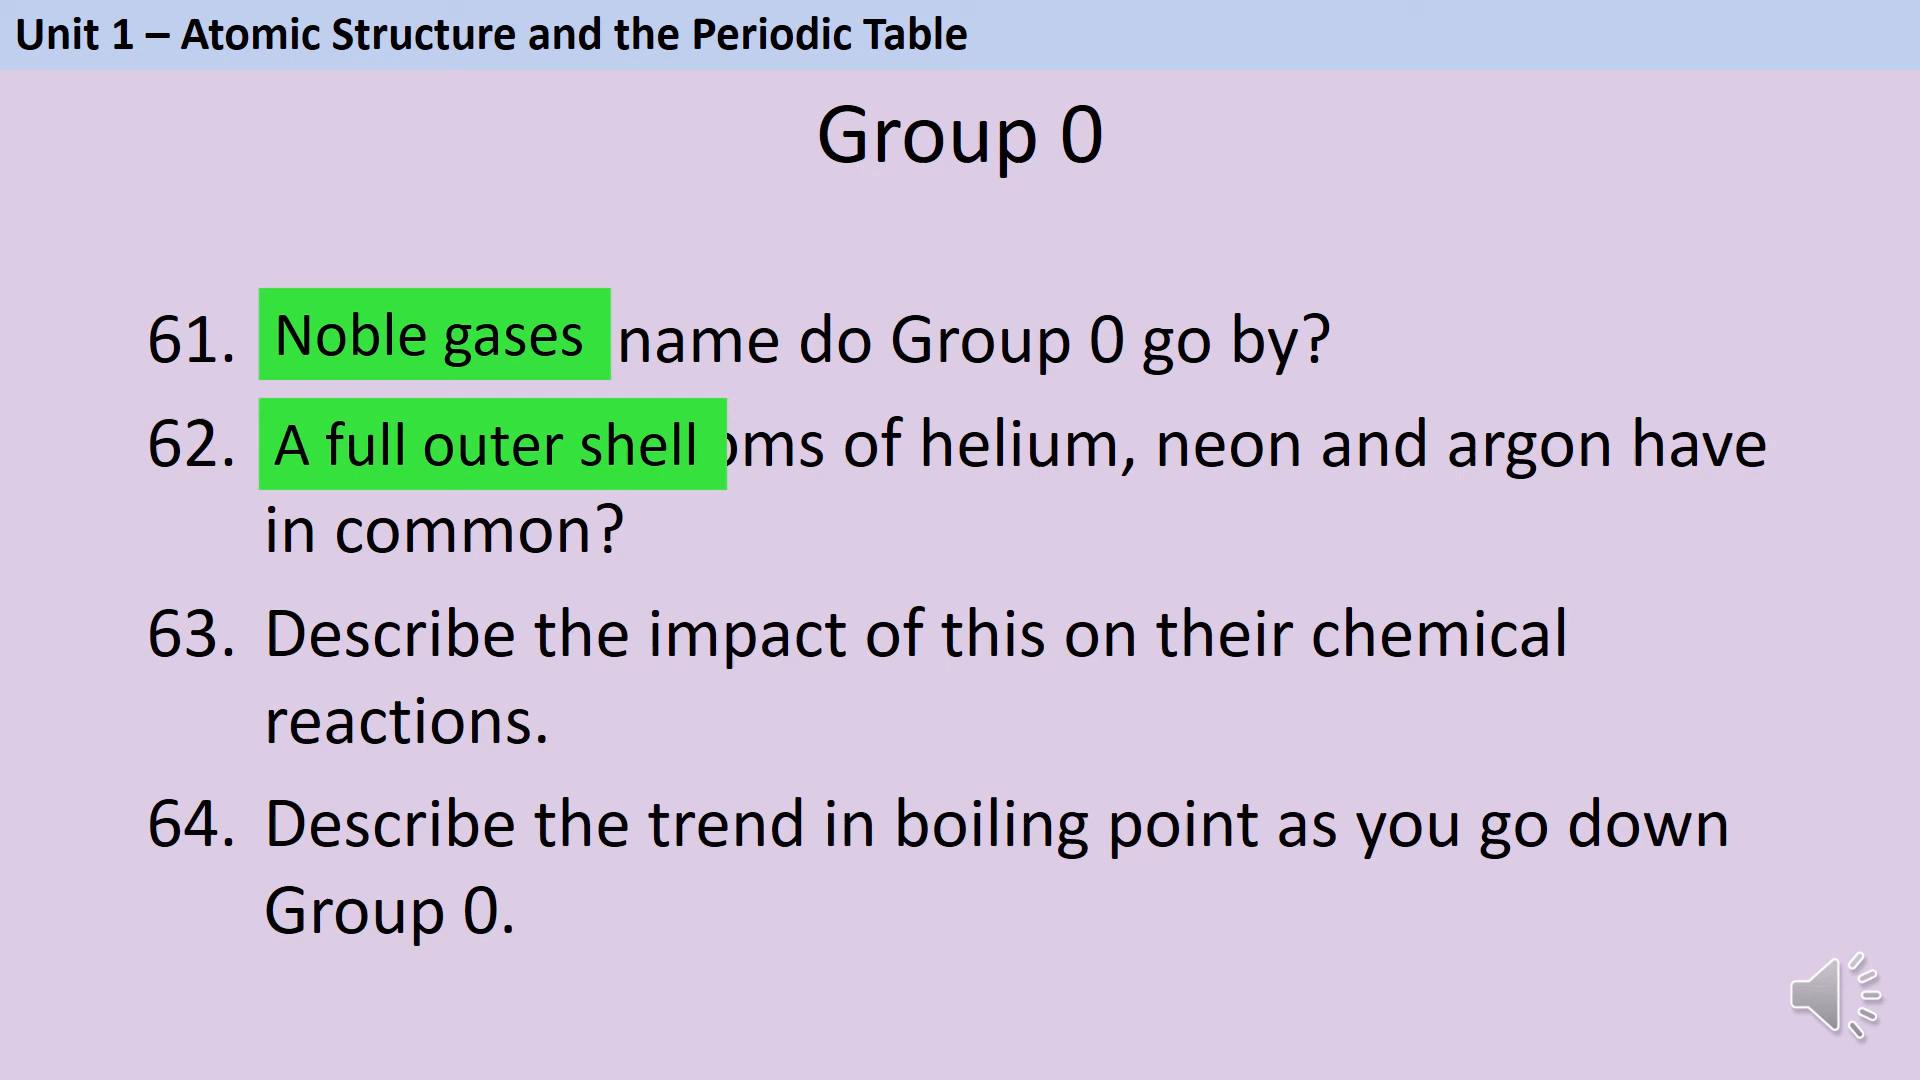 Unit 1 – Atomic Structure and the Periodic Table
Group 0
61. Noble gases name do Group 0 go by?
62. A full outer shell oms of helium, neon and argon have
in common?
63. Describe the impact of this on their chemical
reactions.
64. Describe the trend in boiling point as you go down
Group 0.